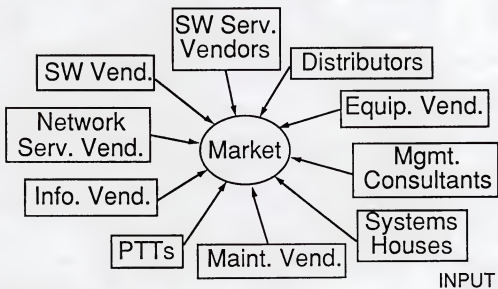 SW Serv.
Vendors
SW Vend.
Distributors
Equip. Vend.
Network
Serv. Vend.
Market
Mgmt.
Consultants
Info. Vend.
Systems
Houses
PTTs
Maint. Vend.
INPUT